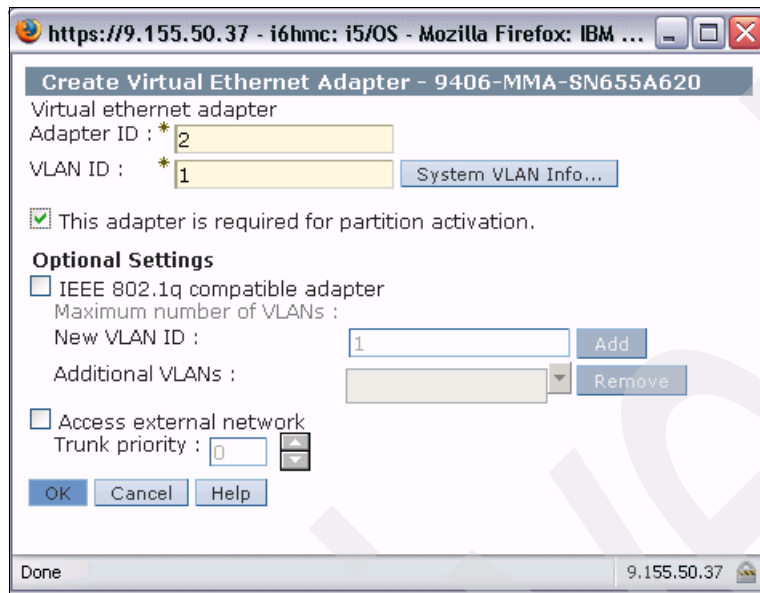 https://9.155.50.37 - i6hmc: i5/OS - Mozilla Firefox: IBM ...
Create Virtual Ethernet Adapter - 9406-MMA-SN655A620
Virtual ethernet adapter
Adapter ID : * 2
VLAN ID : * 1 System VLAN Info...
This adapter is required for partition activation.
Optional Settings
IEEE 802.1q compatible adapter
Maximum number of VLANs :
New VLAN ID : 1 Add
Additional VLANs : Remove
Access external network
Trunk priority : 0
OK Cancel Help
Done 9.155.50.37